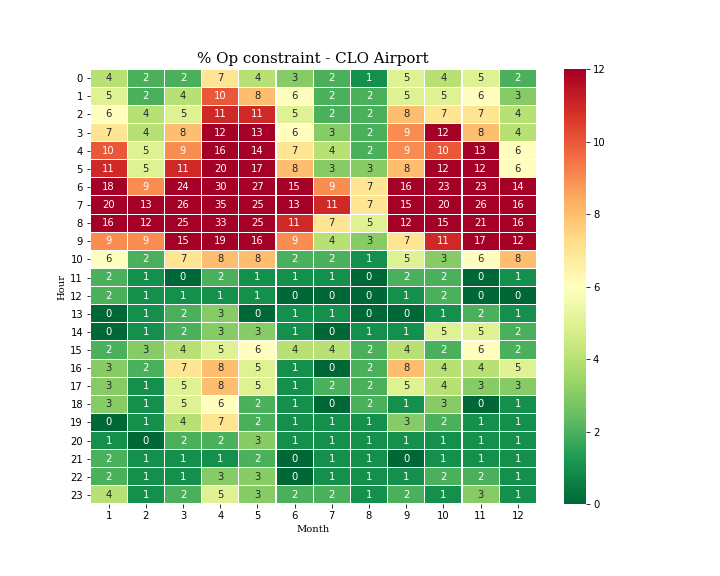 % Op constraint - CLO Airport
0 4 2 2 7 4 3 2 1 5 4 5 2
1 5 2 4 10 8 6 2 2 5 5 6 3
2 6 4 5 11 11 5 2 2 8 7 7 4
3 7 4 8 12 13 6 3 2 9 12 8 4
4 10 5 9 16 14 7 4 2 9 10 13 6
5 11 5 11 20 17 8 3 3 8 12 12 6
6 18 9 24 30 27 15 9 7 16 23 23 14
7 20 13 26 35 25 13 11 7 15 20 26 16
8 16 12 25 33 25 11 7 5 12 15 21 16
9 9 9 15 19 16 9 4 3 7 11 17 12
10 6 2 7 8 8 2 2 1 5 3 6 8
11 2 1 0 2 1 1 1 0 2 2 0 1
12 2 1 1 1 1 0 0 0 1 2 0 0
13 0 1 2 3 0 1 1 0 0 1 2 1
14 0 1 2 3 3 1 0 1 1 5 5 2
15 2 3 4 5 6 4 4 2 4 2 6 2
16 3 2 7 8 5 1 0 2 8 4 4 5
17 3 1 5 8 5 1 2 2 5 4 3 3
18 3 1 5 6 2 1 0 2 1 3 0 1
19 0 1 4 7 2 1 1 1 3 2 1 1
20 1 0 2 2 3 1 1 1 1 1 1 1
21 2 1 1 1 2 0 1 1 0 1 1 1
22 2 1 1 3 3 0 1 1 1 2 2 1
23 4 1 2 5 3 2 2 1 2 1 3 1
1 2 3 4 5 6 7 8 9 10 11 12
Month
Hour
12
10
8
6
4
2
0